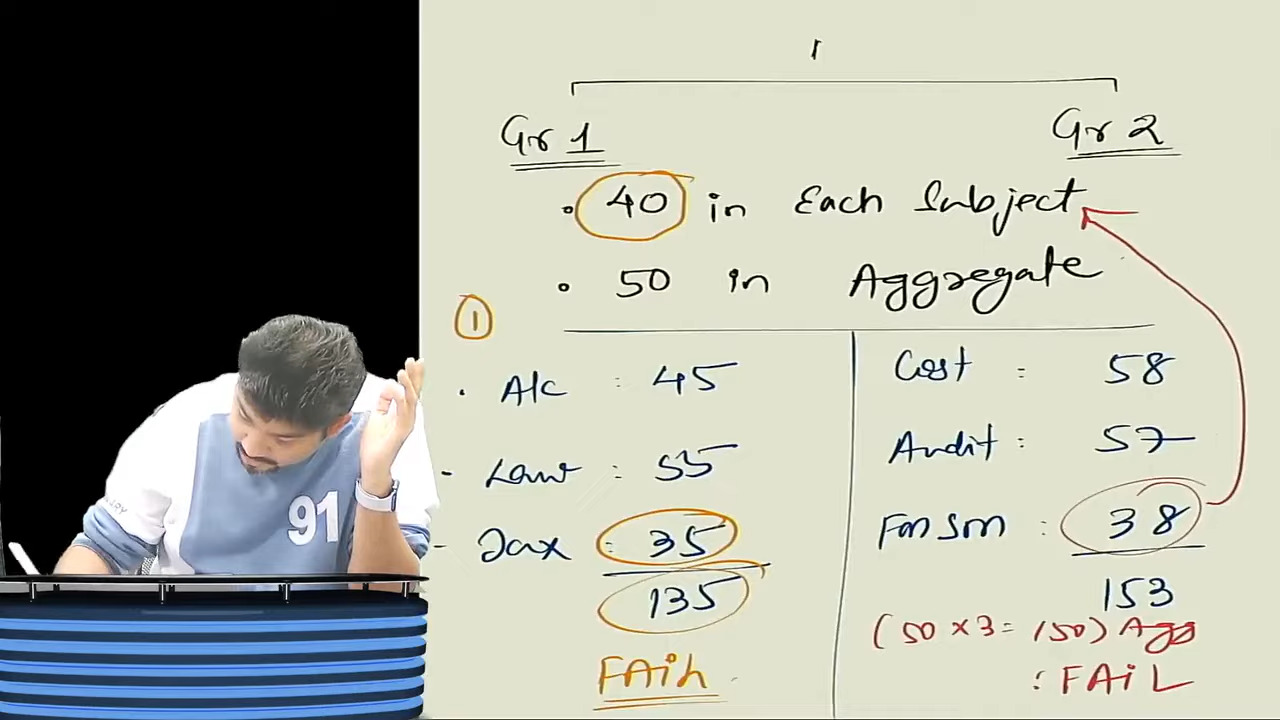 Gr 1
Gr 2
• 40 in Each Subject
• 50 in Aggregate
①
• A/c : 45
- Law : 55
- Tax : 35
135
FAIL
Cost : 58
Audit : 57
Fm Sm : 38
153
(50 x 3 = 150) Agg
: FAIL
91